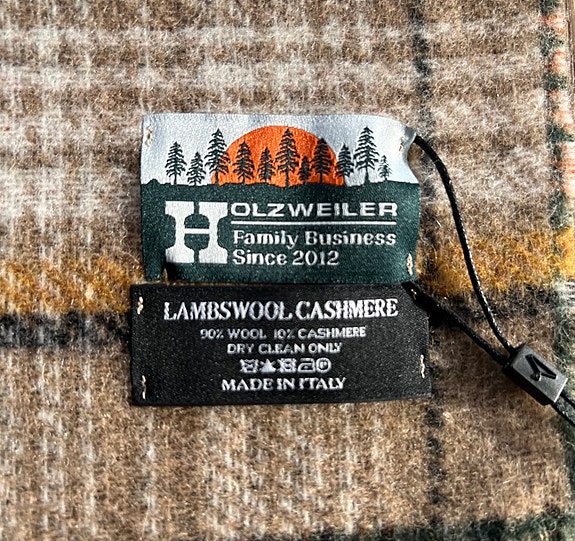 HOLZWEILER
Family Business
Since 2012
LAMBSWOOL CASHMERE
90% WOOL 10% CASHMERE
DRY CLEAN ONLY
MADE IN ITALY